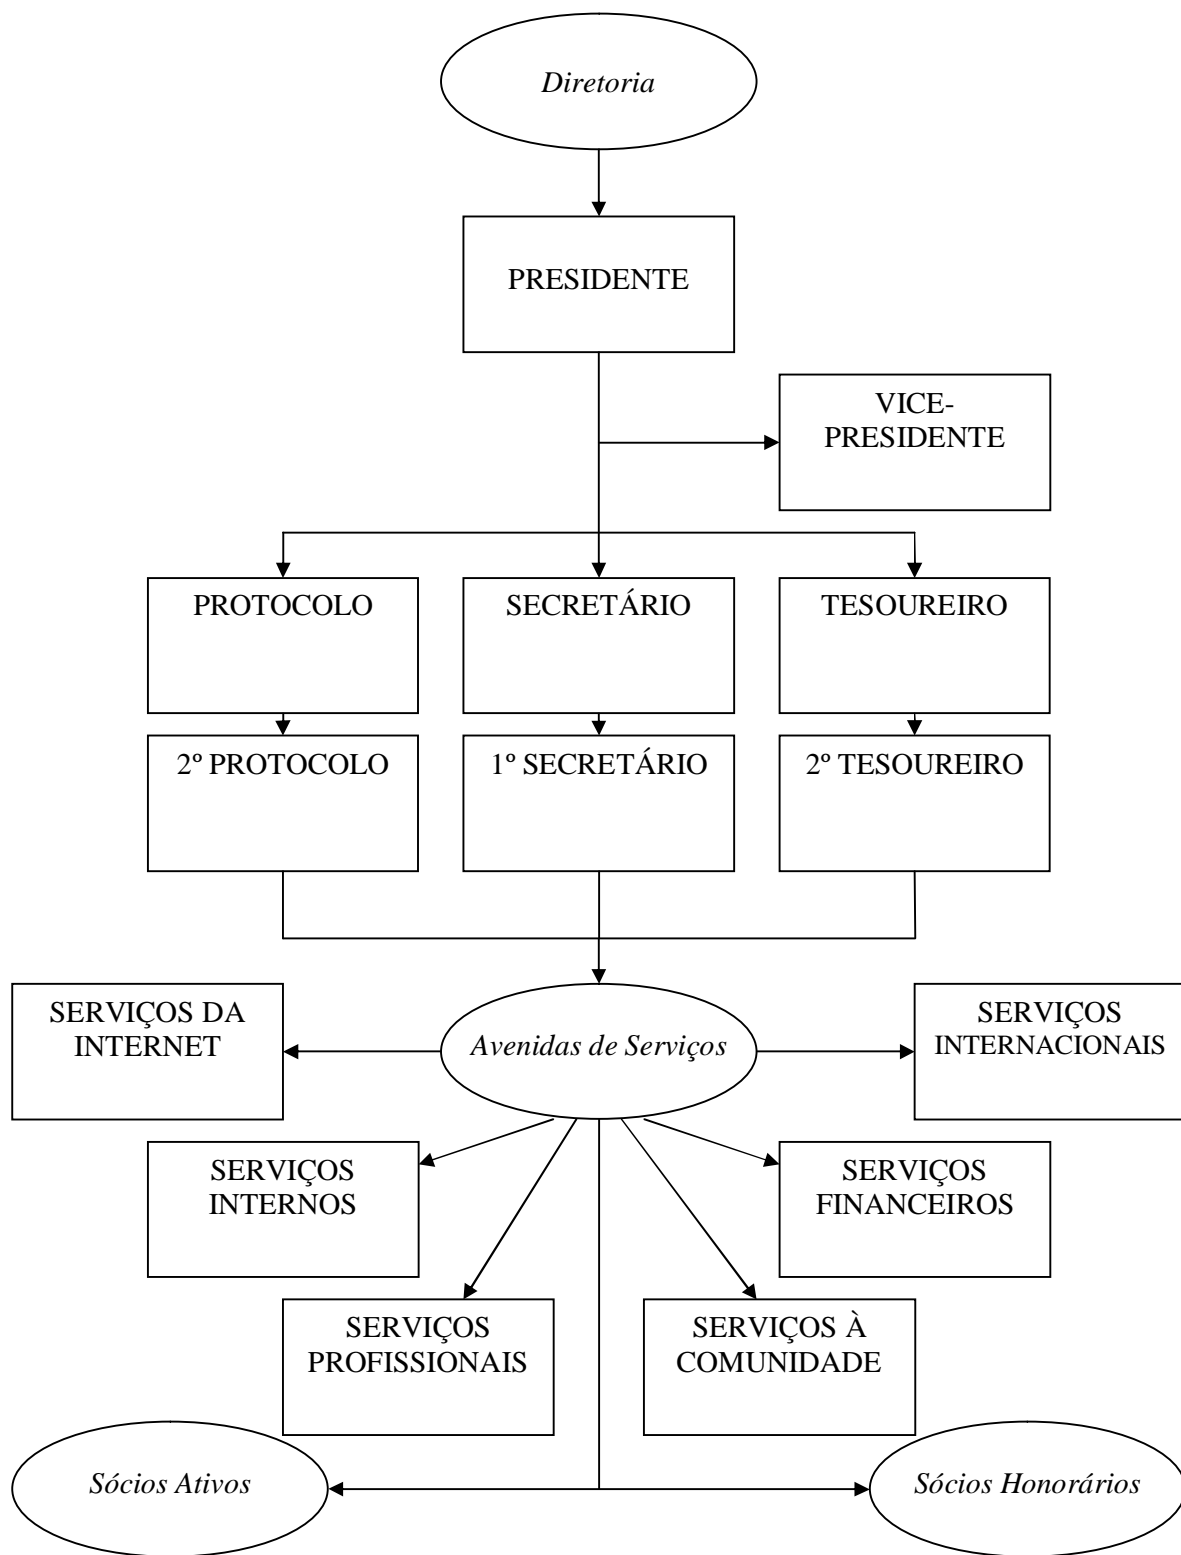 Diretoria
PRESIDENTE
VICE-
PRESIDENTE
PROTOCOLO
SECRETÁRIO
TESOUREIRO
2º PROTOCOLO
1º SECRETÁRIO
2º TESOUREIRO
SERVIÇOS DA
INTERNET
Avenidas de Serviços
SERVIÇOS
INTERNACIONAIS
SERVIÇOS
INTERNOS
SERVIÇOS
FINANCEIROS
SERVIÇOS
PROFISSIONAIS
SERVIÇOS À
COMUNIDADE
Sócios Ativos
Sócios Honorários